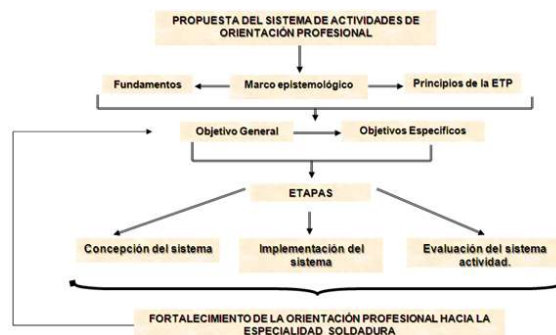 PROPUESTA DEL SISTEMA DE ACTIVIDADES DE
ORIENTACIÓN PROFESIONAL
Fundamentos
Marco epistemológico
Principios de la ETP
Objetivo General
Objetivos Específicos
ETAPAS
Concepción del sistema
Implementación del
sistema
Evaluación del sistema
actividad.
FORTALECIMIENTO DE LA ORIENTACIÓN PROFESIONAL HACIA LA
ESPECIALIDAD SOLDADURA